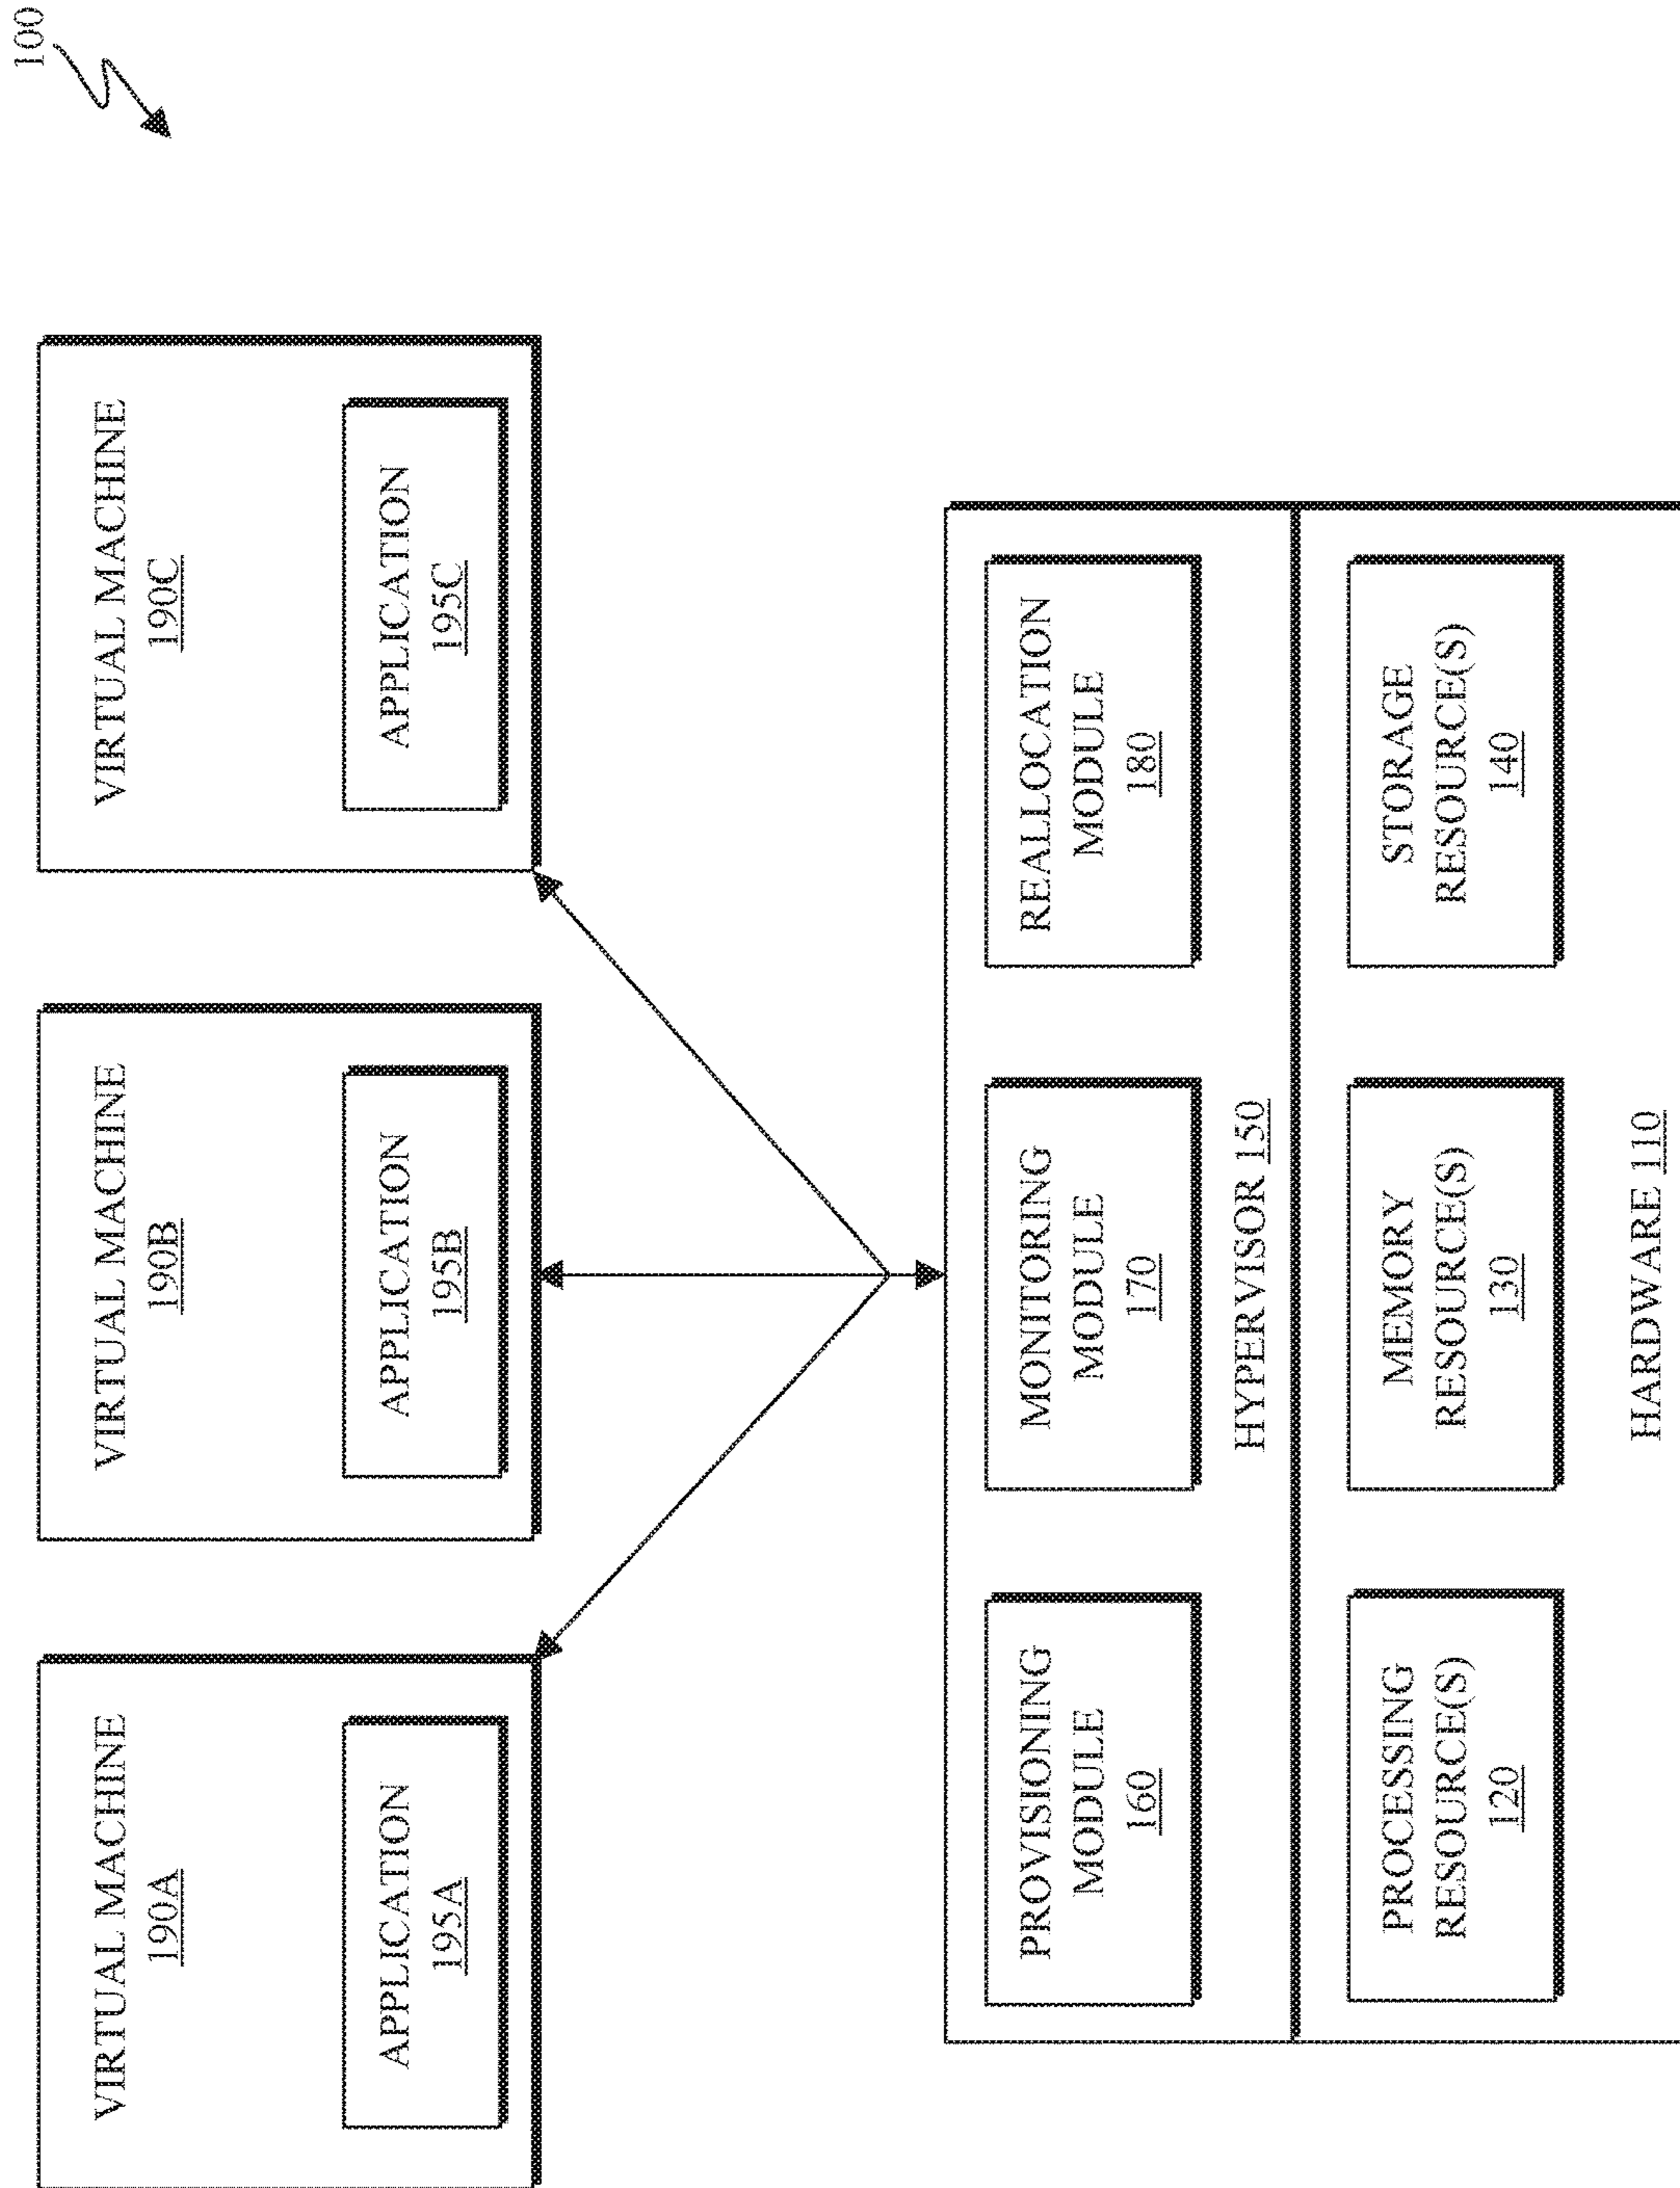 100
VIRTUAL MACHINE
190A
APPLICATION
195A
VIRTUAL MACHINE
190B
APPLICATION
195B
VIRTUAL MACHINE
190C
APPLICATION
195C
PROVISIONING
MODULE
160
MONITORING
MODULE
170
REALLOCATION
MODULE
180
HYPERVISOR 150
PROCESSING
RESOURCE(S)
120
MEMORY
RESOURCE(S)
130
STORAGE
RESOURCE(S)
140
HARDWARE 110